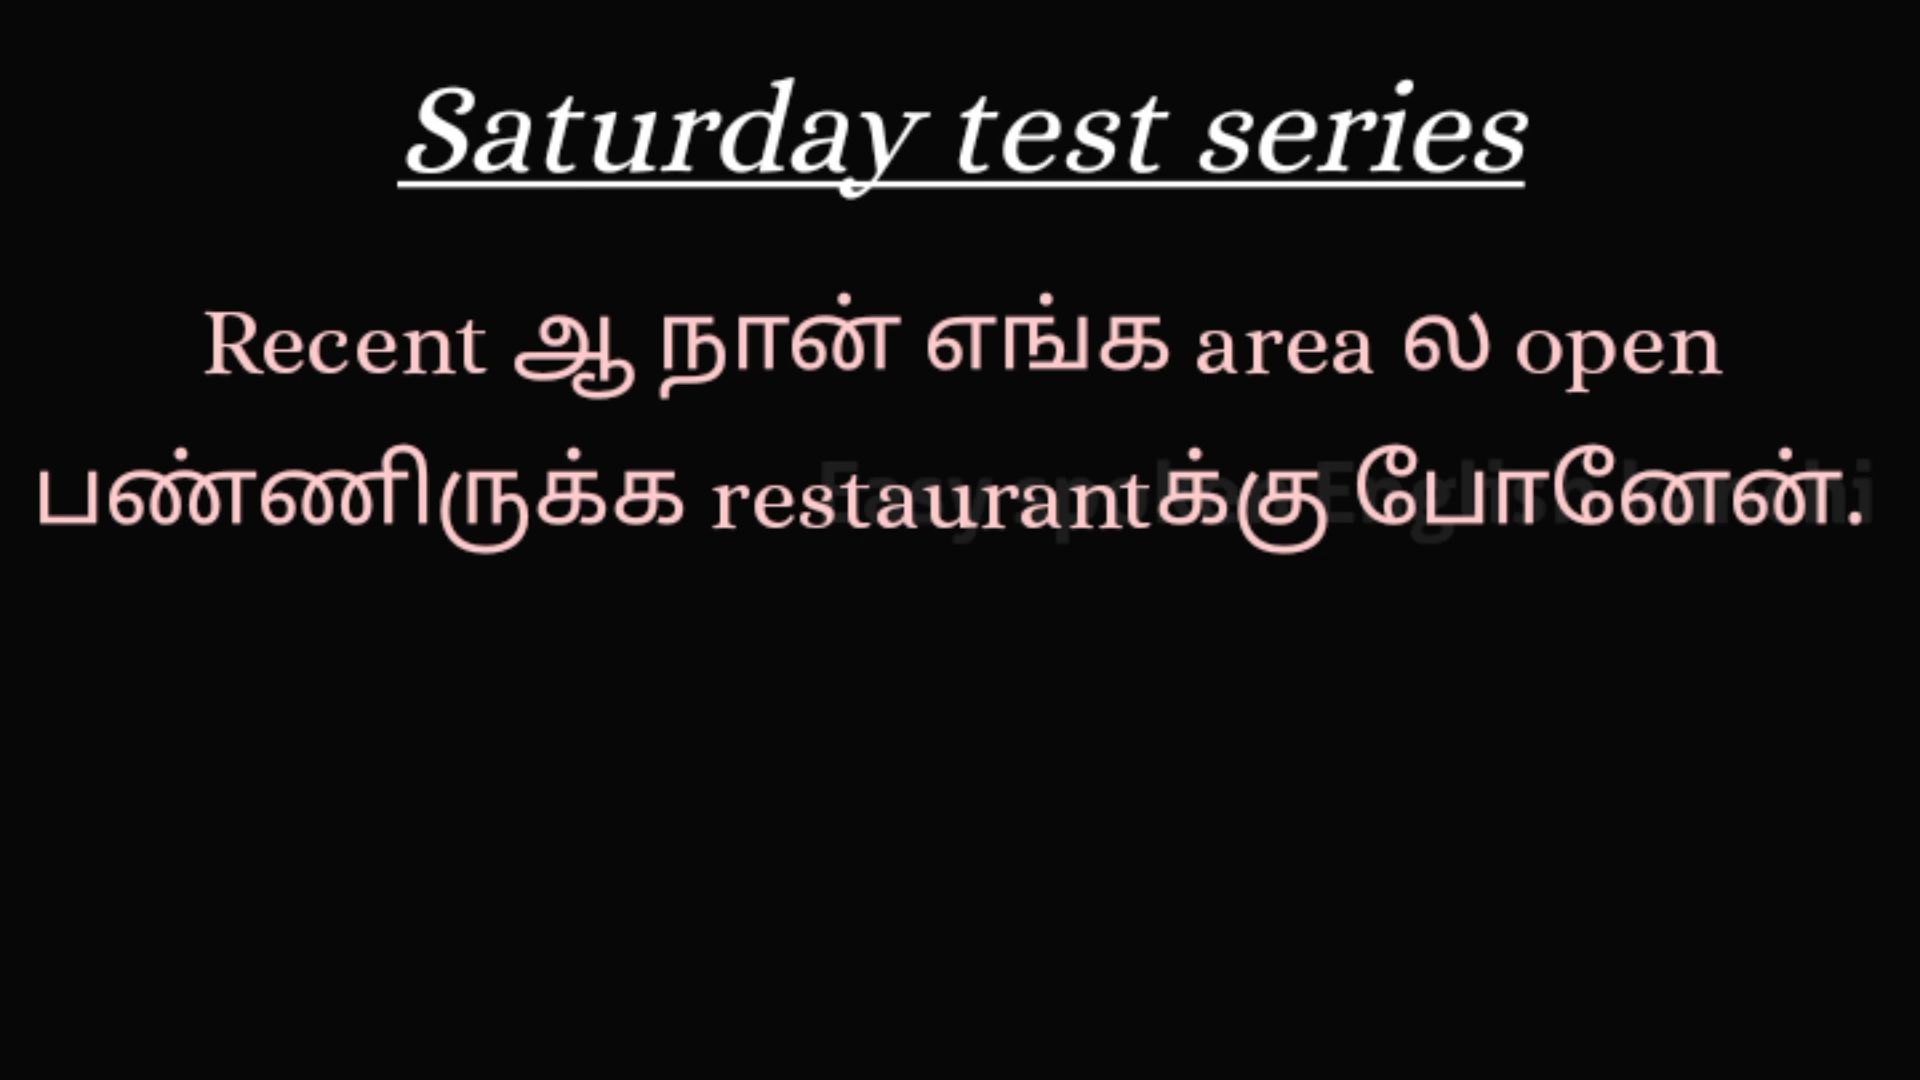 Saturday test series
Recent ஆ நான் எங்க area ல open
பண்ணிருக்க restaurantக்கு போனேன்.